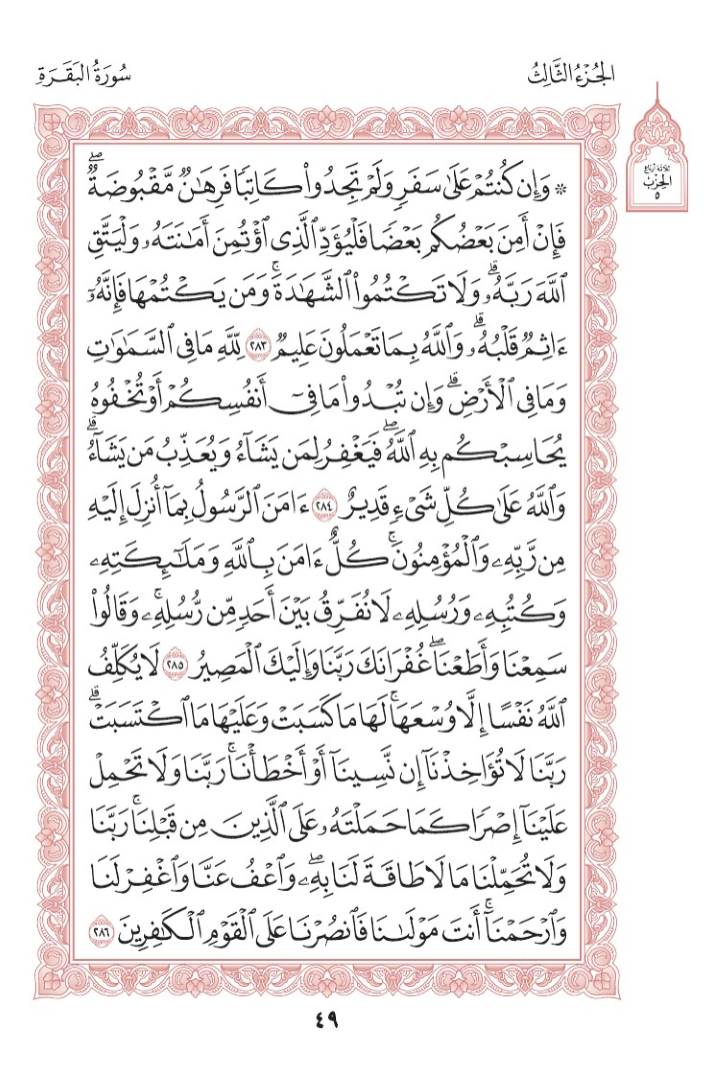 الجُزْءُ الثَّالِثُ
سُورَةُ البَقَرَةِ
ثلاثة أرباع
الحزب
٥
۞ وَإِن كُنتُمْ عَلَىٰ سَفَرٍ وَلَمْ تَجِدُوا۟ كَاتِبًا فَرِهَـٰنٌ مَّقْبُوضَةٌ ۖ
فَإِنْ أَمِنَ بَعْضُكُم بَعْضًا فَلْيُؤَدِّ ٱلَّذِى ٱؤْتُمِنَ أَمَـٰنَتَهُۥ وَلْيَتَّقِ
ٱللَّهَ رَبَّهُۥ ۗ وَلَا تَكْتُمُوا۟ ٱلشَّهَـٰدَةَ ۚ وَمَن يَكْتُمْهَا فَإِنَّهُۥٓ
ءَاثِمٌ قَلْبُهُۥ ۗ وَٱللَّهُ بِمَا تَعْمَلُونَ عَلِيمٌ ٢٨٣ لِّلَّهِ مَا فِى ٱلسَّمَـٰوَٰتِ
وَمَا فِى ٱلْأَرْضِ ۗ وَإِن تُبْدُوا۟ مَا فِىٓ أَنفُسِكُمْ أَوْ تُخْفُوهُ
يُحَاسِبْكُم بِهِ ٱللَّهُ ۖ فَيَغْفِرُ لِمَن يَشَآءُ وَيُعَذِّبُ مَن يَشَآءُ ۗ
وَٱللَّهُ عَلَىٰ كُلِّ شَىْءٍ قَدِيرٌ ٢٨٤ ءَامَنَ ٱلرَّسُولُ بِمَآ أُنزِلَ إِلَيْهِ
مِن رَّبِّهِۦ وَٱلْمُؤْمِنُونَ ۚ كُلٌّ ءَامَنَ بِٱللَّهِ وَمَلَـٰٓئِكَتِهِۦ
وَكُتُبِهِۦ وَرُسُلِهِۦ لَا نُفَرِّقُ بَيْنَ أَحَدٍ مِّن رُّسُلِهِۦ ۚ وَقَالُوا۟
سَمِعْنَا وَأَطَعْنَا ۖ غُفْرَانَكَ رَبَّنَا وَإِلَيْكَ ٱلْمَصِيرُ ٢٨٥ لَا يُكَلِّفُ
ٱللَّهُ نَفْسًا إِلَّا وُسْعَهَا ۚ لَهَا مَا كَسَبَتْ وَعَلَيْهَا مَا ٱكْتَسَبَتْ ۗ
رَبَّنَا لَا تُؤَاخِذْنَآ إِن نَّسِينَآ أَوْ أَخْطَأْنَا ۚ رَبَّنَا وَلَا تَحْمِلْ
عَلَيْنَآ إِصْرًا كَمَا حَمَلْتَهُۥ عَلَى ٱلَّذِينَ مِن قَبْلِنَا ۚ رَبَّنَا
وَلَا تُحَمِّلْنَا مَا لَا طَاقَةَ لَنَا بِهِۦ ۖ وَٱعْفُ عَنَّا وَٱغْفِرْ لَنَا
وَٱرْحَمْنَآ ۚ أَنتَ مَوْلَىٰنَا فَٱنصُرْنَا عَلَى ٱلْقَوْمِ ٱلْكَـٰفِرِينَ ٢٨٦
٤٩